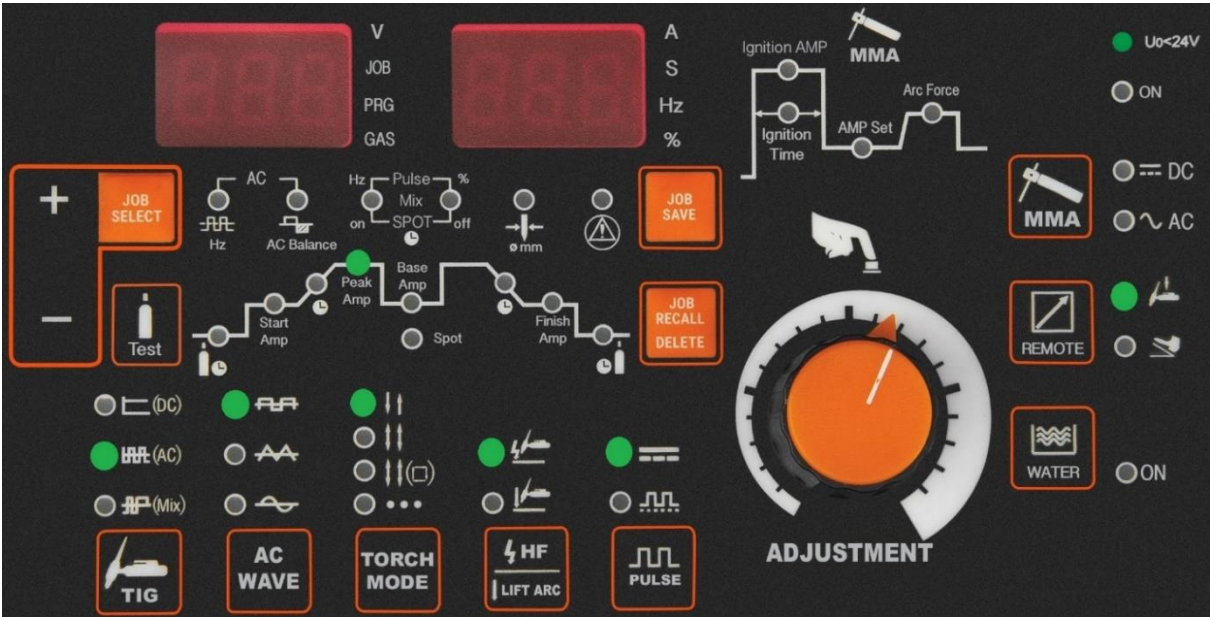 V
JOB
PRG
GAS
A
S
Hz
%
Ignition AMP
MMA
Ignition
Time
AMP Set
Arc Force
Uo<24V
ON
+
JOB
SELECT
−
Test
AC
Hz
AC Balance
Hz
Pulse
%
Mix
on
SPOT
off
ø mm
JOB
SAVE
Start
Amp
Peak
Amp
Base
Amp
Spot
Finish
Amp
JOB
RECALL
DELETE
MMA
DC
AC
REMOTE
WATER
ON
(DC)
(AC)
(Mix)
TIG
AC
WAVE
TORCH
MODE
HF
LIFT ARC
PULSE
ADJUSTMENT